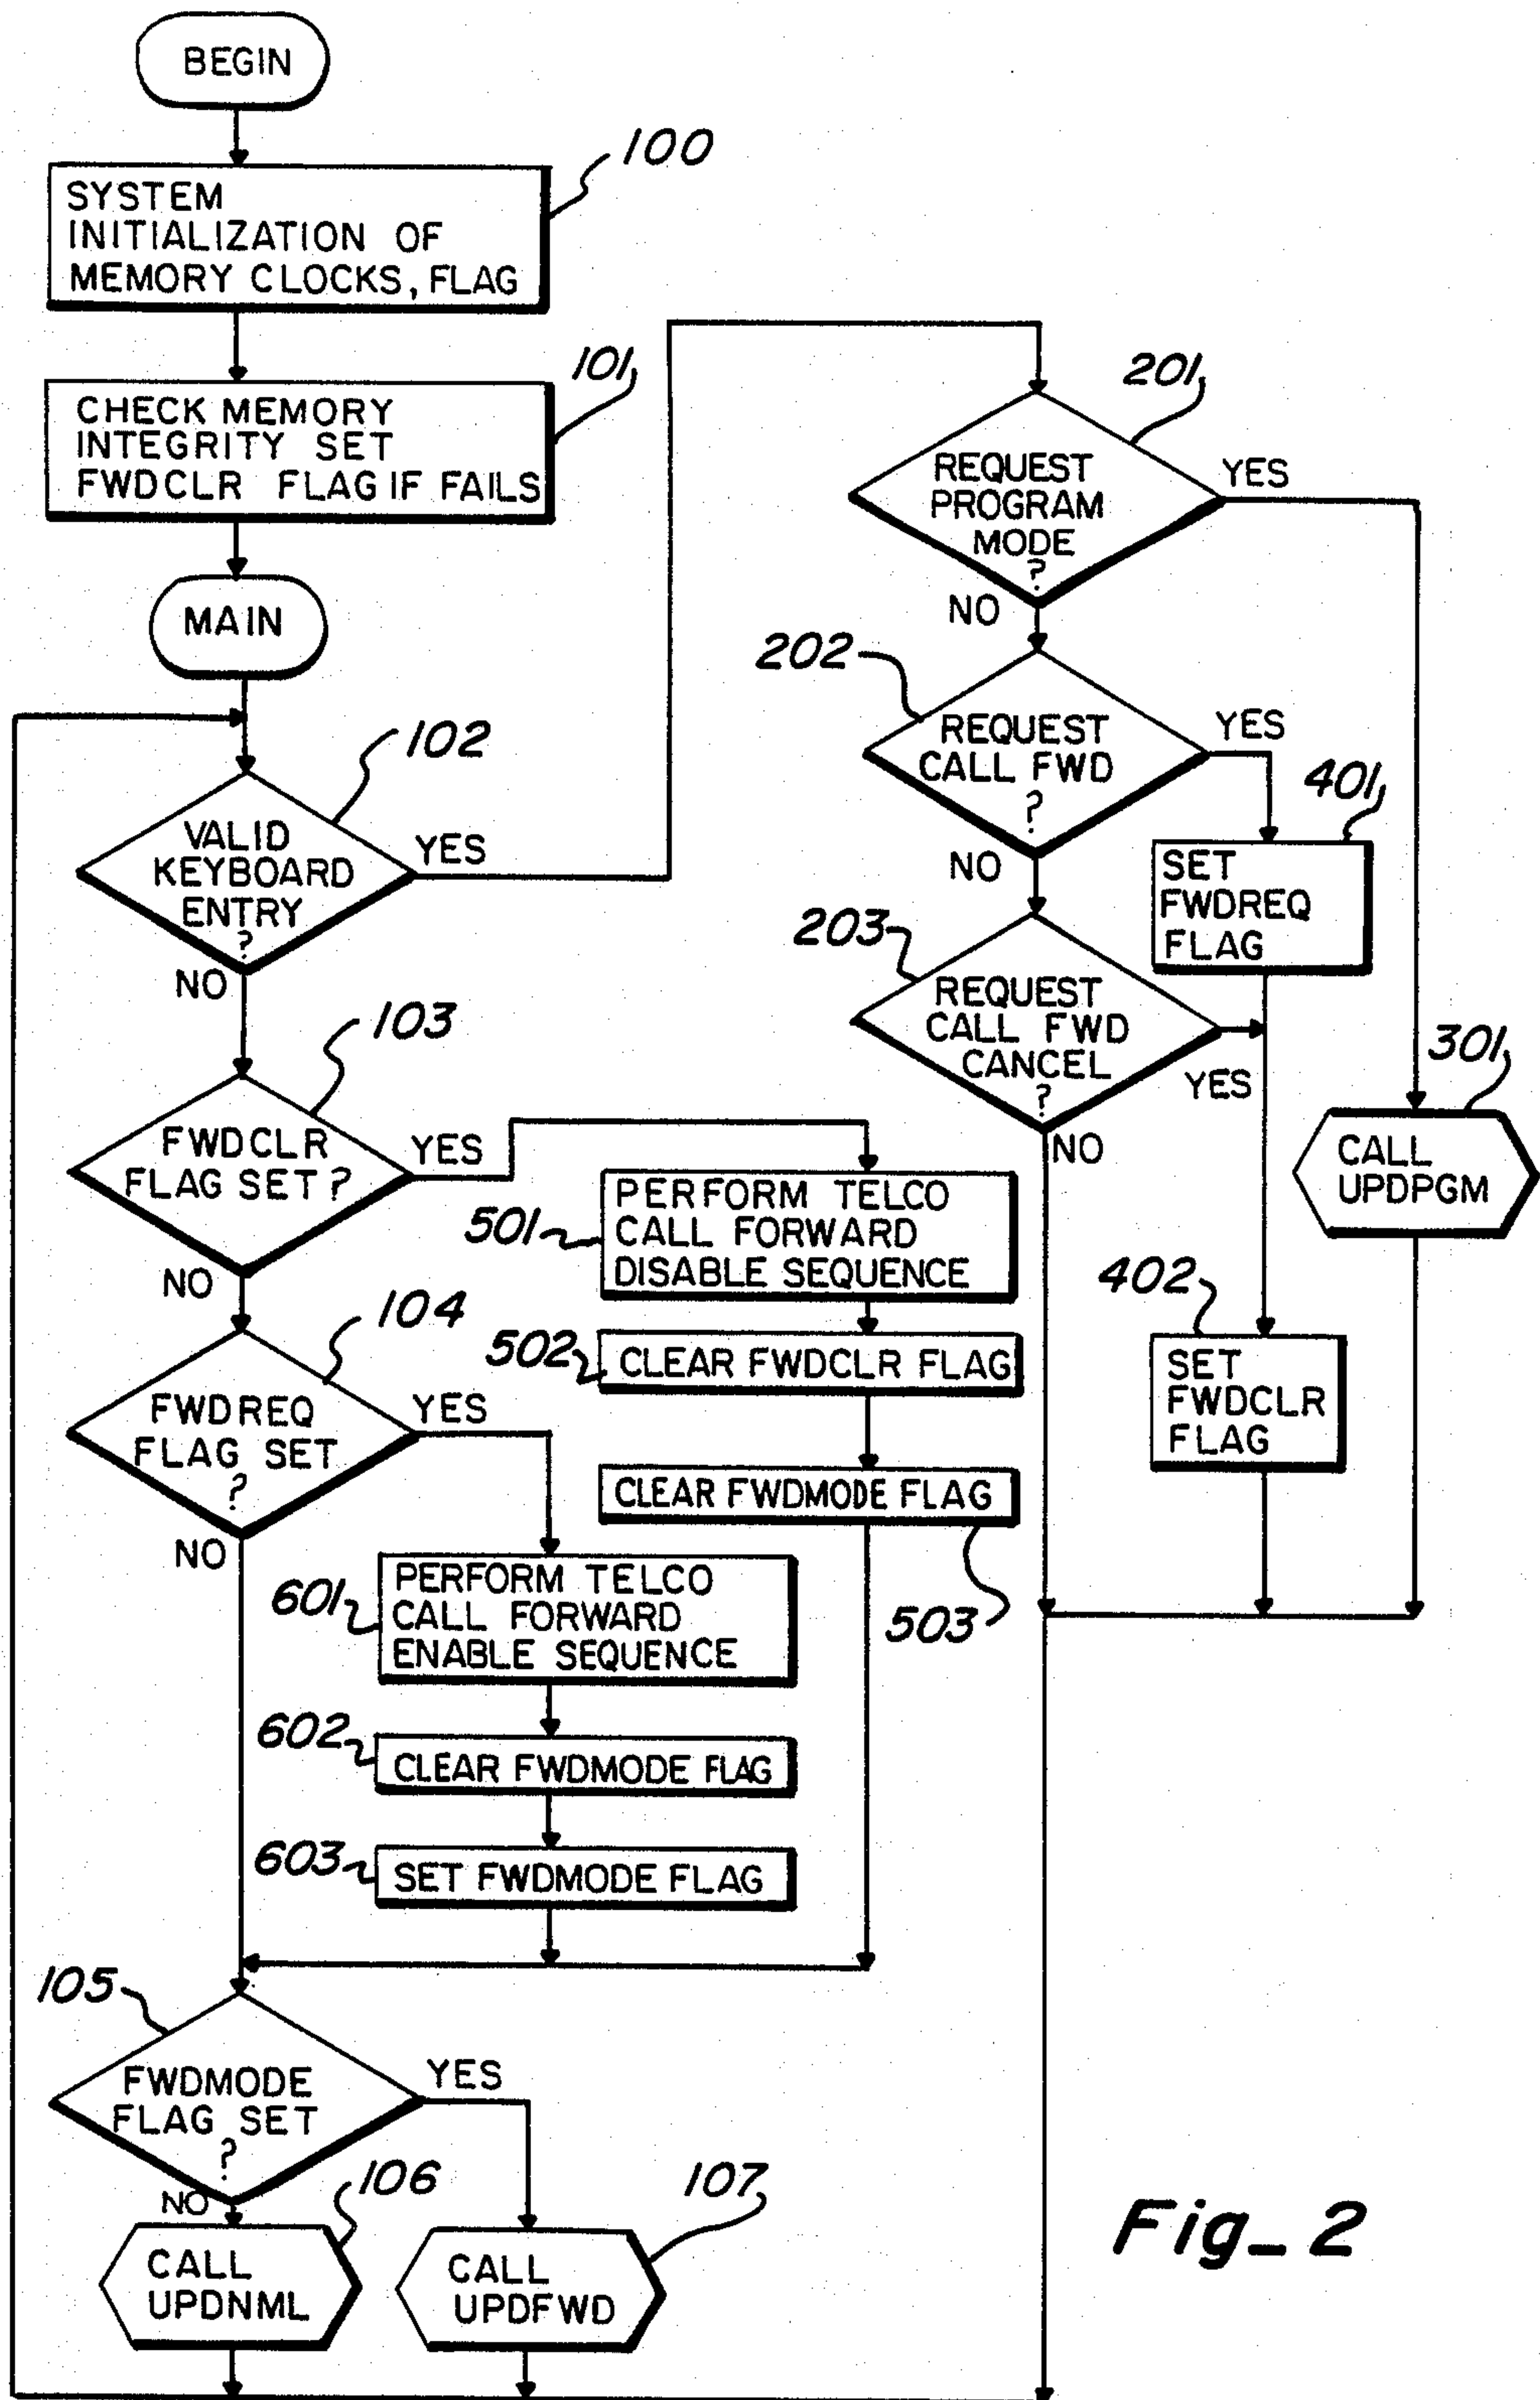 BEGIN
100
SYSTEM
INITIALIZATION OF
MEMORY CLOCKS, FLAG
101
CHECK MEMORY
INTEGRITY SET
FWDCLR FLAG IF FAILS
MAIN
102
VALID
KEYBOARD
ENTRY
?
YES
NO
103
FWDCLR
FLAG SET ?
YES
NO
104
FWDREQ
FLAG SET
?
YES
NO
201
REQUEST
PROGRAM
MODE
?
YES
NO
202
REQUEST
CALL FWD
?
YES
NO
203
REQUEST
CALL FWD
CANCEL
?
YES
NO
401
SET
FWDREQ
FLAG
301
CALL
UPDPGM
402
SET
FWDCLR
FLAG
501
PERFORM TELCO
CALL FORWARD
DISABLE SEQUENCE
502
CLEAR FWDCLR FLAG
CLEAR FWDMODE FLAG
503
601
PERFORM TELCO
CALL FORWARD
ENABLE SEQUENCE
602
CLEAR FWDMODE FLAG
603
SET FWDMODE FLAG
105
FWDMODE
FLAG SET
?
YES
NO
106
CALL
UPDNML
107
CALL
UPDFWD
Fig_2